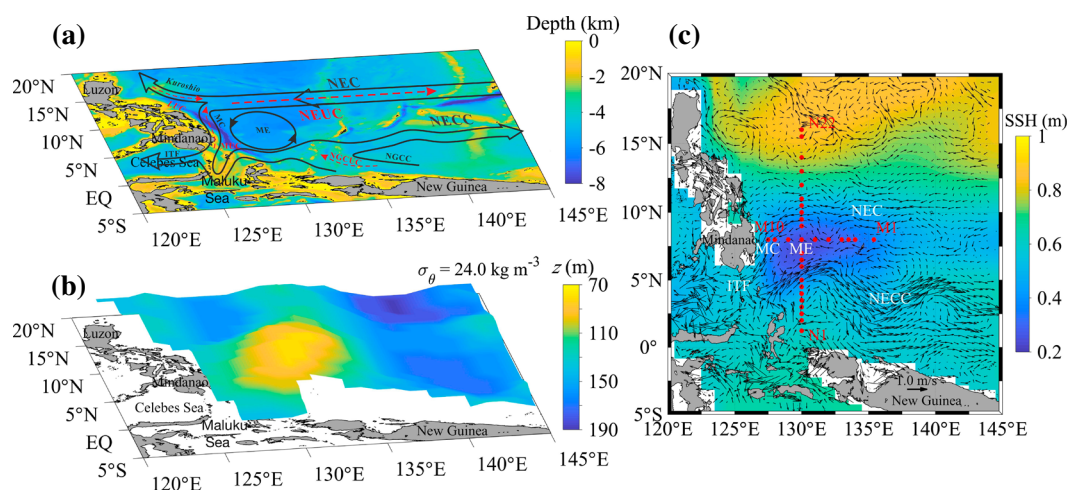 (a)
Depth (km)
0
-2
-4
-6
-8
20°N
15°N
10°N
5°N
EQ
5°S
120°E
125°E
130°E
135°E
140°E
145°E
Luzon
Kuroshio
NEC
NEUC
ME
NECC
Mindanao
ITF
Celebes Sea
NGCUC
NGCC
Maluku
Sea
New Guinea
(b)
σθ = 24.0 kg m⁻³
z (m)
70
110
150
190
20°N
15°N
10°N
5°N
EQ
5°S
120°E
125°E
130°E
135°E
140°E
145°E
Luzon
Mindanao
Celebes Sea
Maluku
Sea
New Guinea
(c)
SSH (m)
1
0.8
0.6
0.4
0.2
20°N
15°N
10°N
5°N
0°
5°S
120°E
125°E
130°E
135°E
140°E
145°E
NEC
M10
M1
Mindanao
MC
ME
ITF
NECC
N1
1.0 m/s
New Guinea